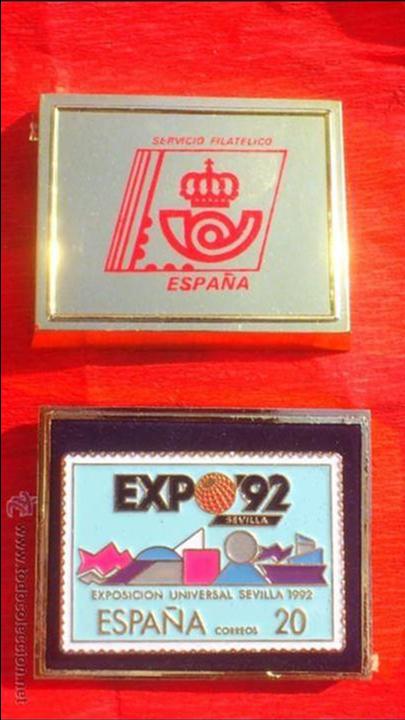 SERVICIO FILATELICO
ESPAÑA
EXPO'92
SEVILLA
EXPOSICION UNIVERSAL SEVILLA 1992
ESPAÑA CORREOS 20
www.todocoleccion.net